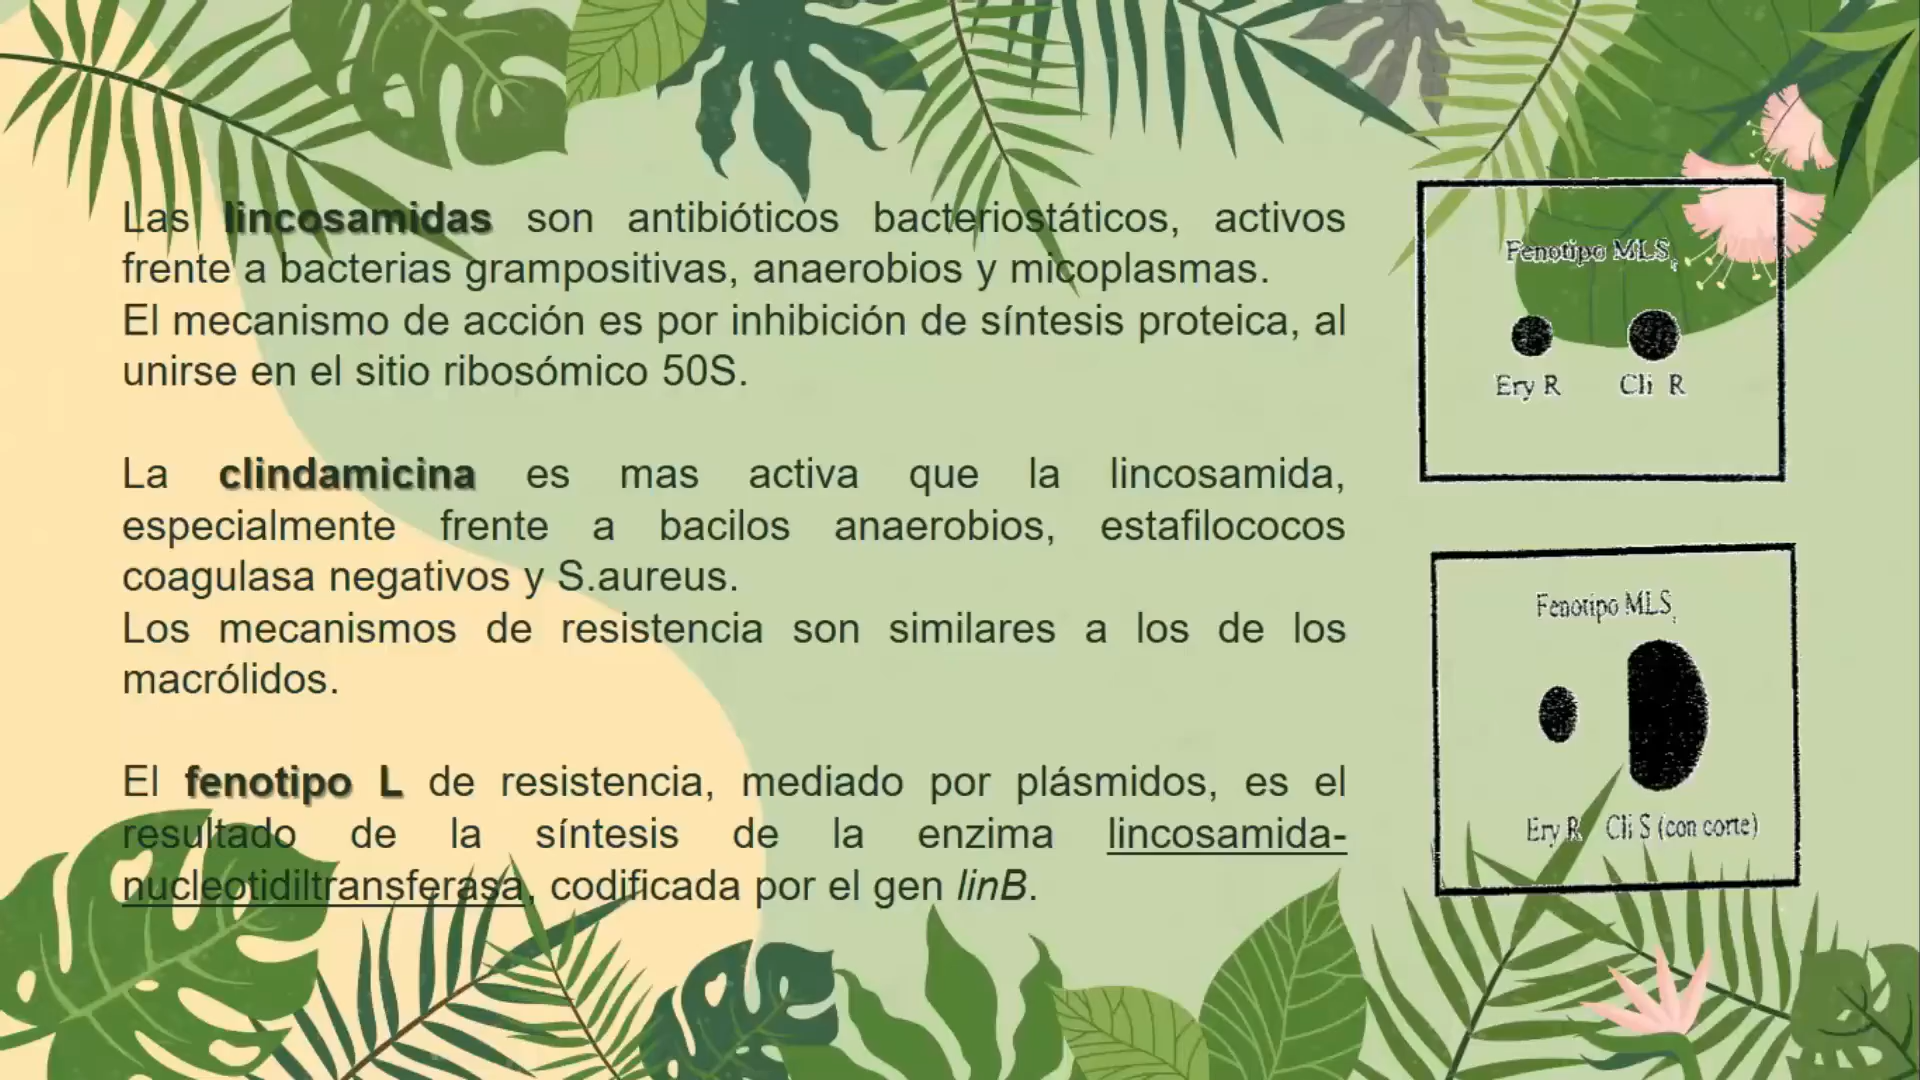 Las lincosamidas son antibióticos bacteriostáticos, activos
frente a bacterias grampositivas, anaerobios y micoplasmas.
El mecanismo de acción es por inhibición de síntesis proteica, al
unirse en el sitio ribosómico 50S.
La clindamicina es mas activa que la lincosamida,
especialmente frente a bacilos anaerobios, estafilococos
coagulasa negativos y S.aureus.
Los mecanismos de resistencia son similares a los de los
macrólidos.
El fenotipo L de resistencia, mediado por plásmidos, es el
resultado de la síntesis de la enzima lincosamida-
nucleotidiltransferasa, codificada por el gen linB.
Fenotipo MLS
Ery R Cli R
Fenotipo MLS
Ery R Cli S (con corte)